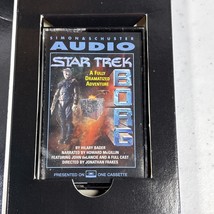 SIMON&SCHUSTER
AUDIO
STAR TREK
A FULLY
DRAMATIZED
ADVENTURE
BORG
BY HILARY BADER
NARRATED BY HOWARD McGILLIN
FEATURING JOHN deLANCIE AND A FULL CAST
DIRECTED BY JONATHAN FRAKES
PRESENTED ON ONE CASSETTE